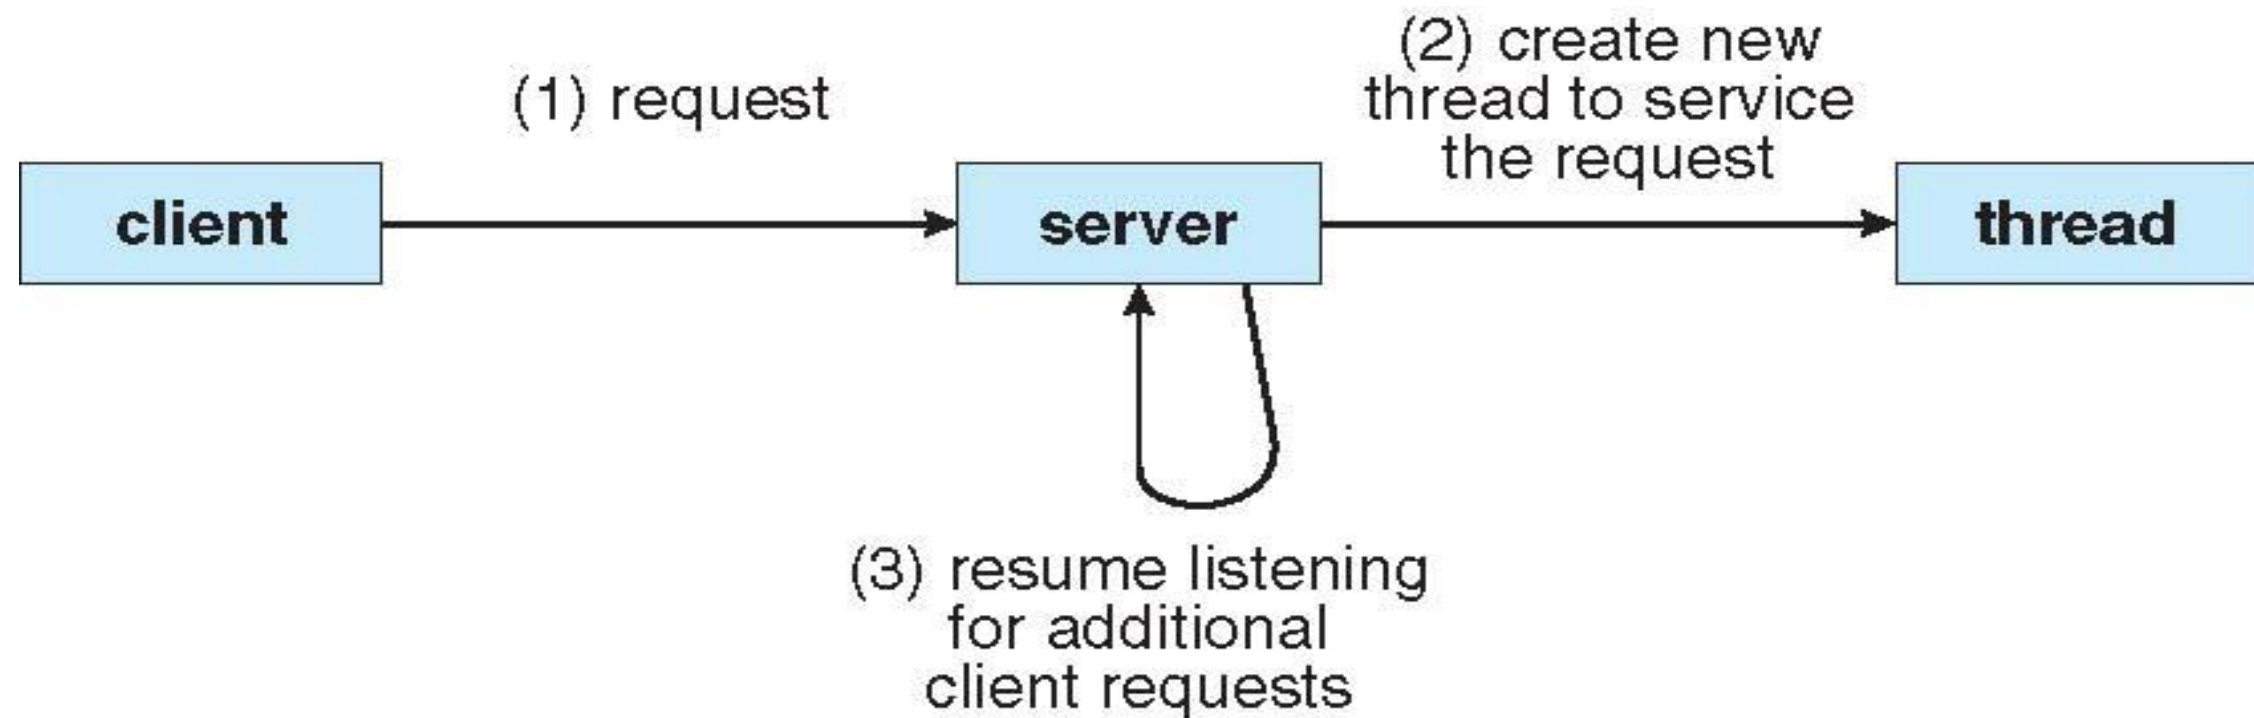 (1) request
(2) create new
thread to service
the request
client
server
thread
(3) resume listening
for additional
client requests